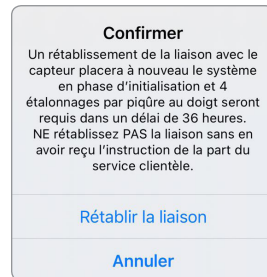 Confirmer
Un rétablissement de la liaison avec le
capteur placera à nouveau le système
en phase d'initialisation et 4
étalonnages par piqûre au doigt seront
requis dans un délai de 36 heures.
NE rétablissez PAS la liaison sans en
avoir reçu l'instruction de la part du
service clientèle.
Rétablir la liaison
Annuler